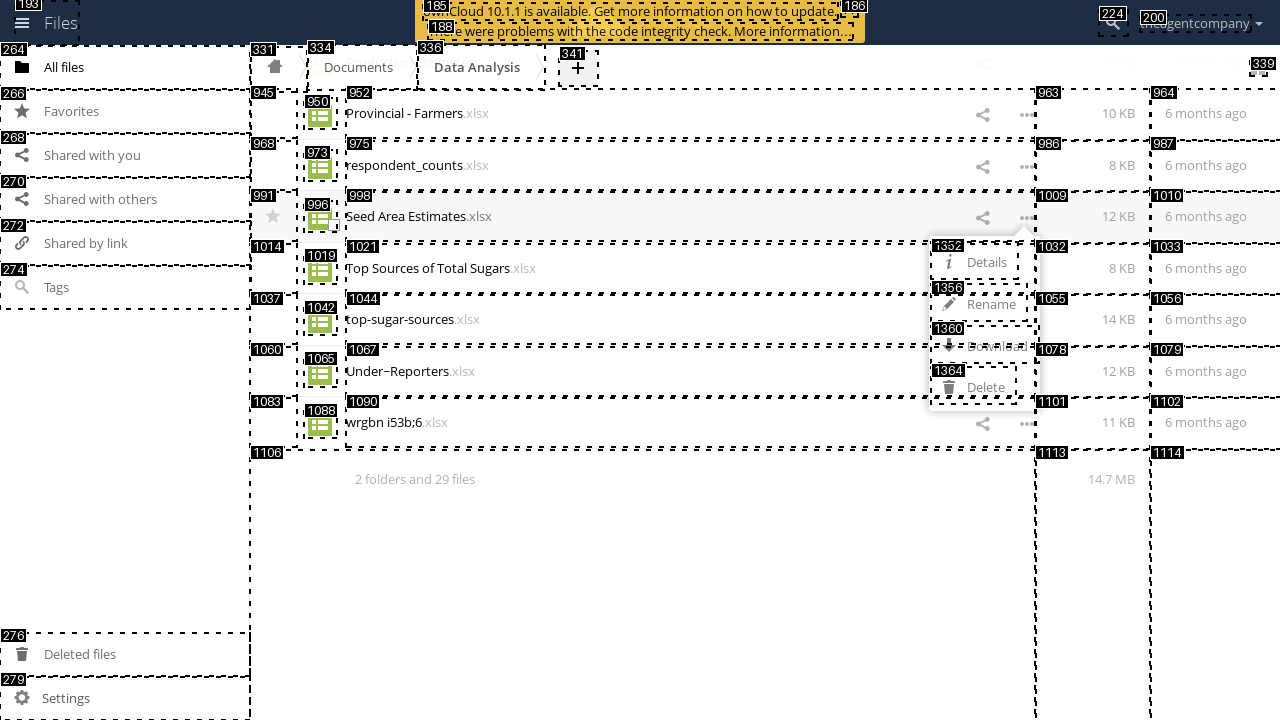 193
Files
185
ownCloud 10.1.1 is available. Get more information on how to update.
186
188
There were problems with the code integrity check. More information…
224
200
theagentcompany
264
All files
331
334
Documents
336
Data Analysis
341
+
339
266
Favorites
945
950
952
Provincial - Farmers.xlsx
963
10 KB
964
6 months ago
268
Shared with you
968
973
975
respondent_counts.xlsx
986
8 KB
987
6 months ago
270
Shared with others
991
996
998
Seed Area Estimates.xlsx
1009
12 KB
1010
6 months ago
272
Shared by link
1014
1019
1021
Top Sources of Total Sugars.xlsx
1032
8 KB
1033
6 months ago
1352
Details
274
Tags
1037
1042
1044
top-sugar-sources.xlsx
1055
14 KB
1056
6 months ago
1356
Rename
1060
1065
1067
Under~Reporters.xlsx
1078
12 KB
1079
6 months ago
1360
Download
1364
Delete
1083
1088
1090
wrgbn i53b;6.xlsx
1101
11 KB
1102
6 months ago
1106
2 folders and 29 files
1113
14.7 MB
1114
276
Deleted files
279
Settings